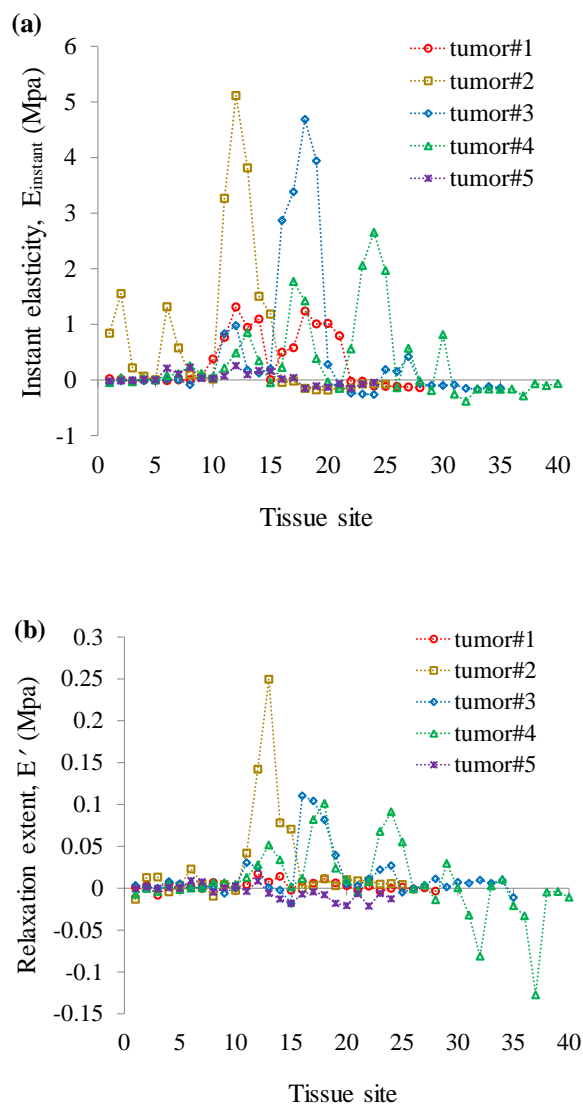 (a)
6
5
4
3
2
1
0
-1
Instant elasticity, Einstant (Mpa)
tumor#1
tumor#2
tumor#3
tumor#4
tumor#5
0 5 10 15 20 25 30 35 40
Tissue site
(b)
0.3
0.25
0.2
0.15
0.1
0.05
0
-0.05
-0.1
-0.15
Relaxation extent, E′ (Mpa)
tumor#1
tumor#2
tumor#3
tumor#4
tumor#5
0 5 10 15 20 25 30 35 40
Tissue site